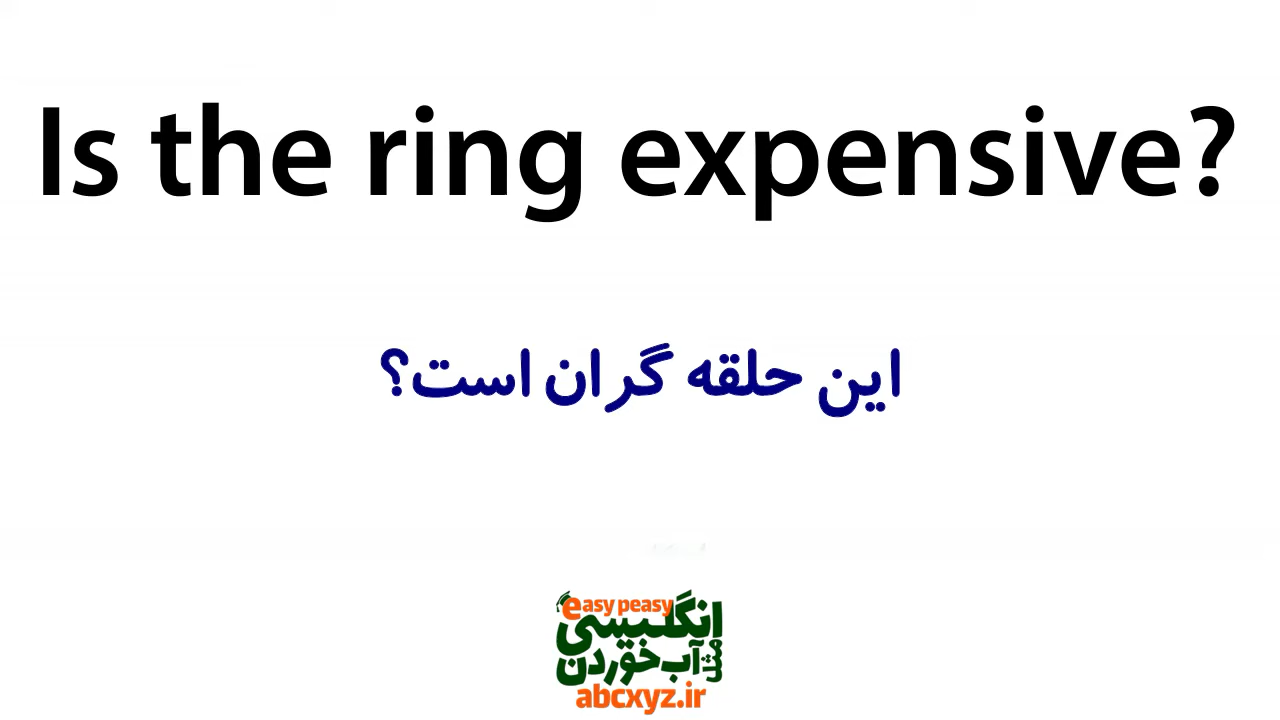 Is the ring expensive?
این حلقه گران است؟
easy peasy
انگلیسی
مثل آب خوردن
abcxyz.ir